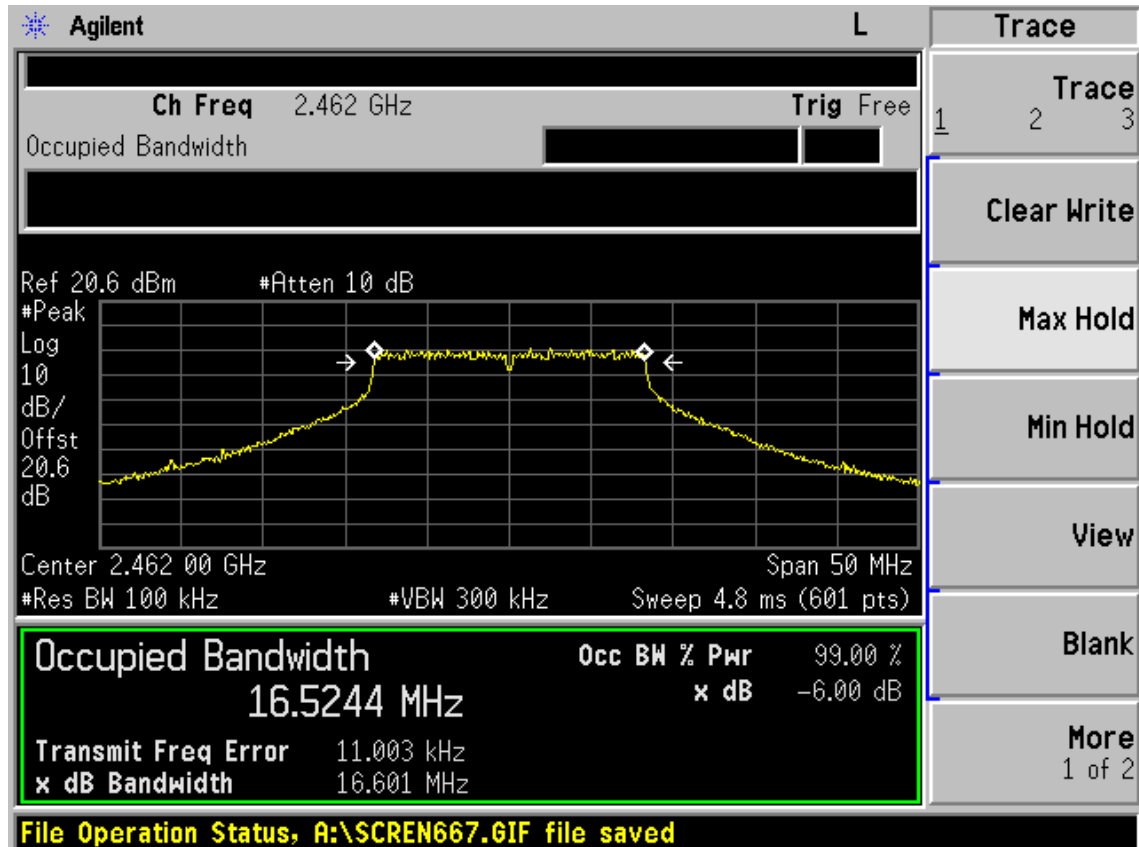 Agilent L Trace
Ch Freq 2.462 GHz Trig Free
Occupied Bandwidth
Trace
1 2 3
Clear Write
Max Hold
Min Hold
View
Blank
More
1 of 2
Ref 20.6 dBm #Atten 10 dB
#Peak
Log
10
dB/
Offst
20.6
dB
Center 2.462 00 GHz Span 50 MHz
#Res BW 100 kHz #VBW 300 kHz Sweep 4.8 ms (601 pts)
Occupied Bandwidth Occ BW % Pwr 99.00 %
16.5244 MHz x dB -6.00 dB
Transmit Freq Error 11.003 kHz
x dB Bandwidth 16.601 MHz
File Operation Status, A:\SCREN667.GIF file saved